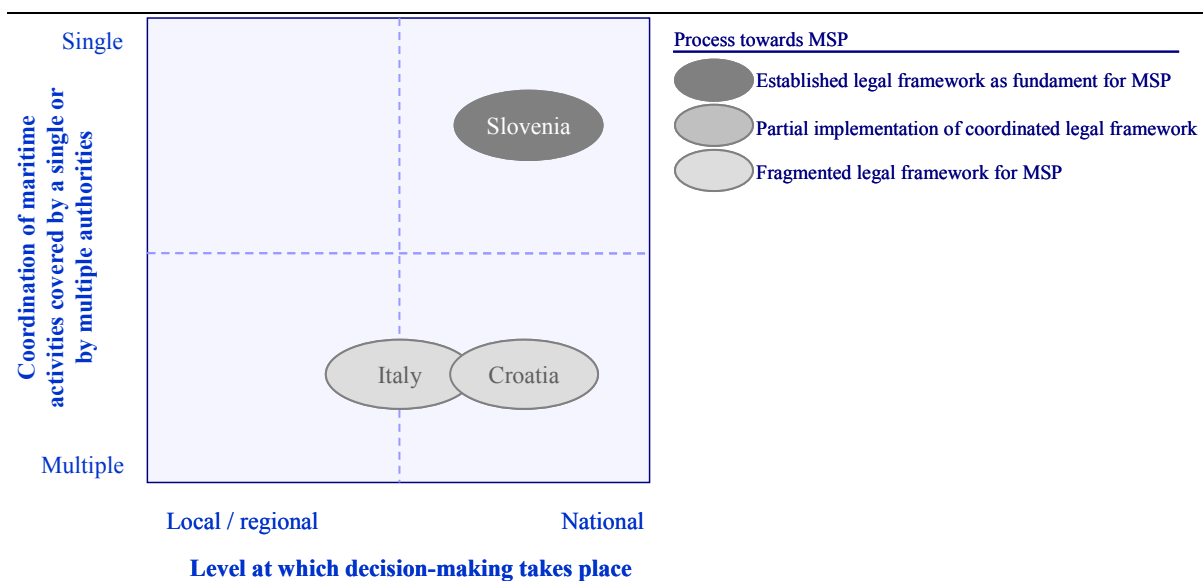 Single
Coordination of maritime
activities covered by a single or
by multiple authorities
Multiple
Slovenia
Italy
Croatia
Local / regional
National
Level at which decision-making takes place
Process towards MSP
Established legal framework as fundament for MSP
Partial implementation of coordinated legal framework
Fragmented legal framework for MSP